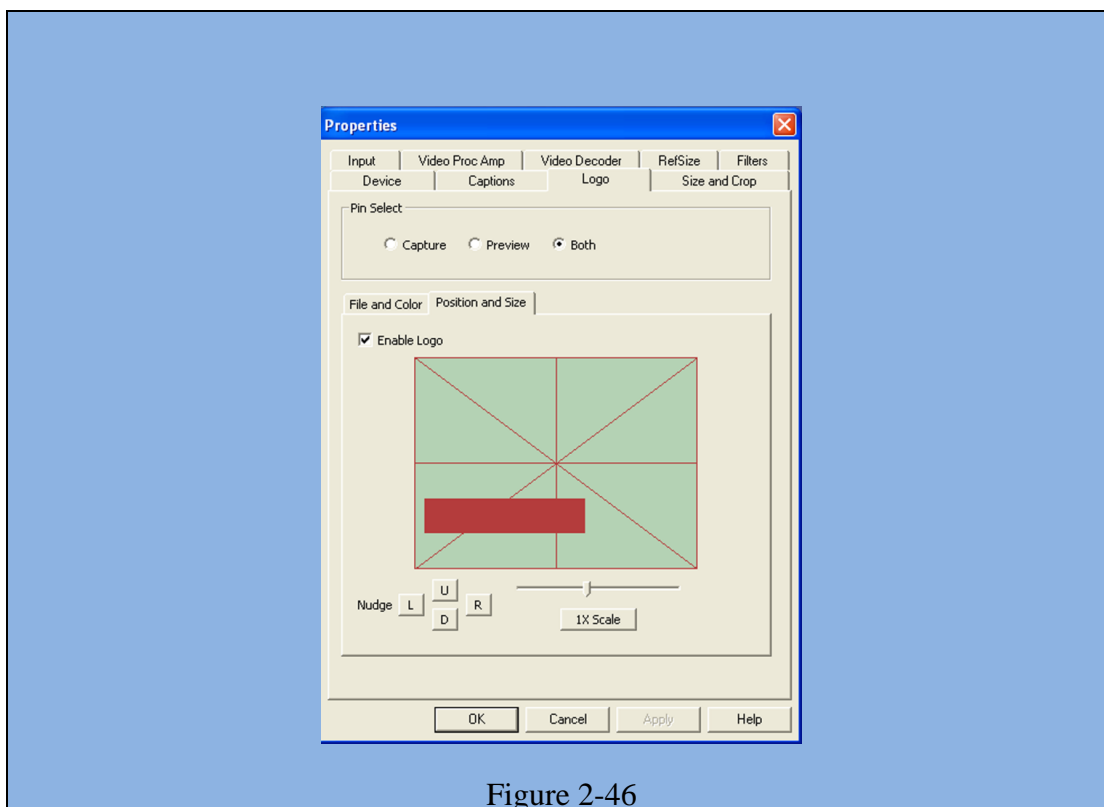 Properties
Input Video Proc Amp Video Decoder RefSize Filters
Device Captions Logo Size and Crop
Pin Select
Capture Preview Both
File and Color Position and Size
Enable Logo
Nudge L U D R
1X Scale
OK Cancel Apply Help
Figure 2-46